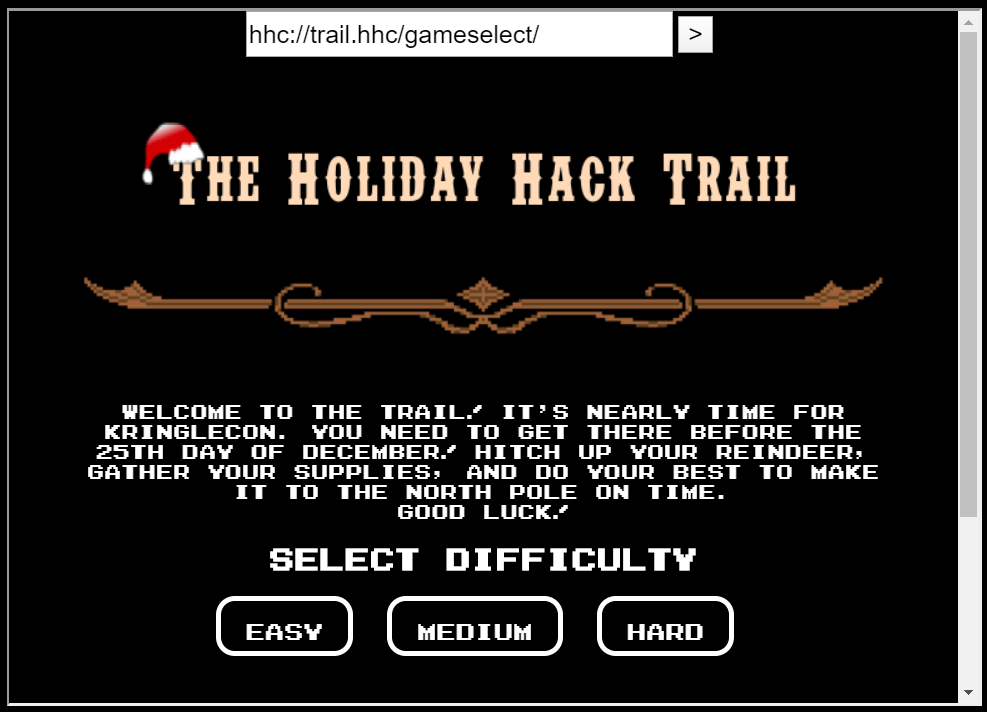 hhc://trail.hhc/gameselect/ >
THE HOLIDAY HACK TRAIL
WELCOME TO THE TRAIL! IT'S NEARLY TIME FOR
KRINGLECON. YOU NEED TO GET THERE BEFORE THE
25TH DAY OF DECEMBER! HITCH UP YOUR REINDEER,
GATHER YOUR SUPPLIES, AND DO YOUR BEST TO MAKE
IT TO THE NORTH POLE ON TIME.
GOOD LUCK!
SELECT DIFFICULTY
EASY MEDIUM HARD